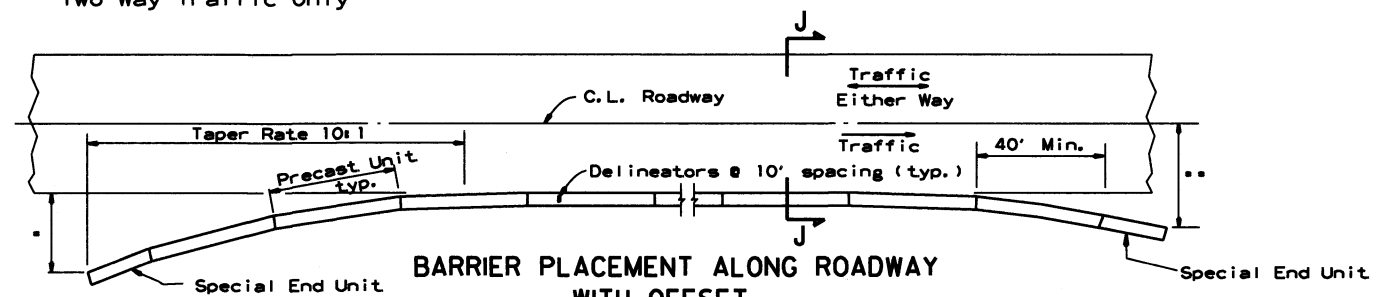 Two Way Traffic Only
J
Traffic
Either Way
C.L. Roadway
Taper Rate 10:1
Traffic
40' Min.
Precast Unit
typ.
Delineators @ 10' spacing (typ.)
**
*
J
BARRIER PLACEMENT ALONG ROADWAY
WITH OFFSET
Special End Unit
Special End Unit